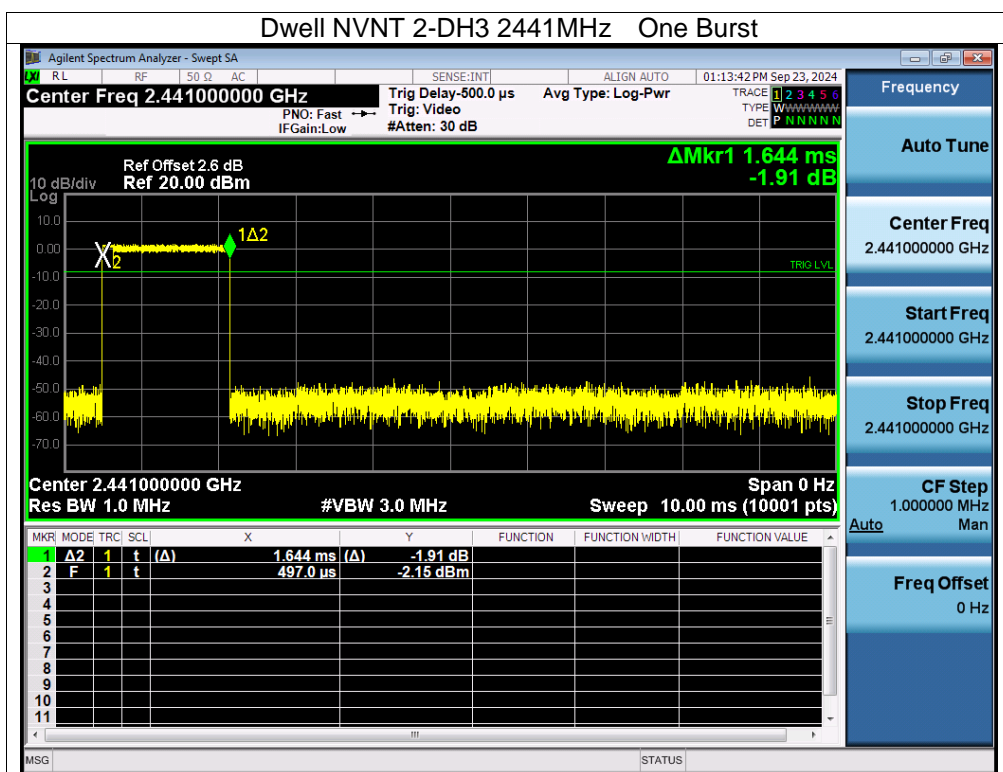 Dwell NVNT 2-DH3 2441MHz One Burst
Agilent Spectrum Analyzer - Swept SA
LXI RL RF 50 Ω AC SENSE:INT ALIGN AUTO 01:13:42 PM Sep 23, 2024
Center Freq 2.441000000 GHz
PNO: Fast
IFGain:Low
Trig Delay-500.0 µs
Trig: Video
#Atten: 30 dB
Avg Type: Log-Pwr
TRACE 1 2 3 4 5 6
TYPE WWWWWW
DET P N N N N N
Frequency
Auto Tune
Center Freq
2.441000000 GHz
Start Freq
2.441000000 GHz
Stop Freq
2.441000000 GHz
CF Step
1.000000 MHz
Auto Man
Freq Offset
0 Hz
ΔMkr1 1.644 ms
-1.91 dB
Ref Offset 2.6 dB
10 dB/div Ref 20.00 dBm
Log
10.0
0.00
-10.0
-20.0
-30.0
-40.0
-50.0
-60.0
-70.0
X2
1Δ2
TRIG LVL
Center 2.441000000 GHz Span 0 Hz
Res BW 1.0 MHz #VBW 3.0 MHz Sweep 10.00 ms (10001 pts)
MKR MODE TRC SCL X Y FUNCTION FUNCTION WIDTH FUNCTION VALUE
1 Δ2 1 t (Δ) 1.644 ms (Δ) -1.91 dB
2 F 1 t 497.0 µs -2.15 dBm
3
4
5
6
7
8
9
10
11
MSG STATUS